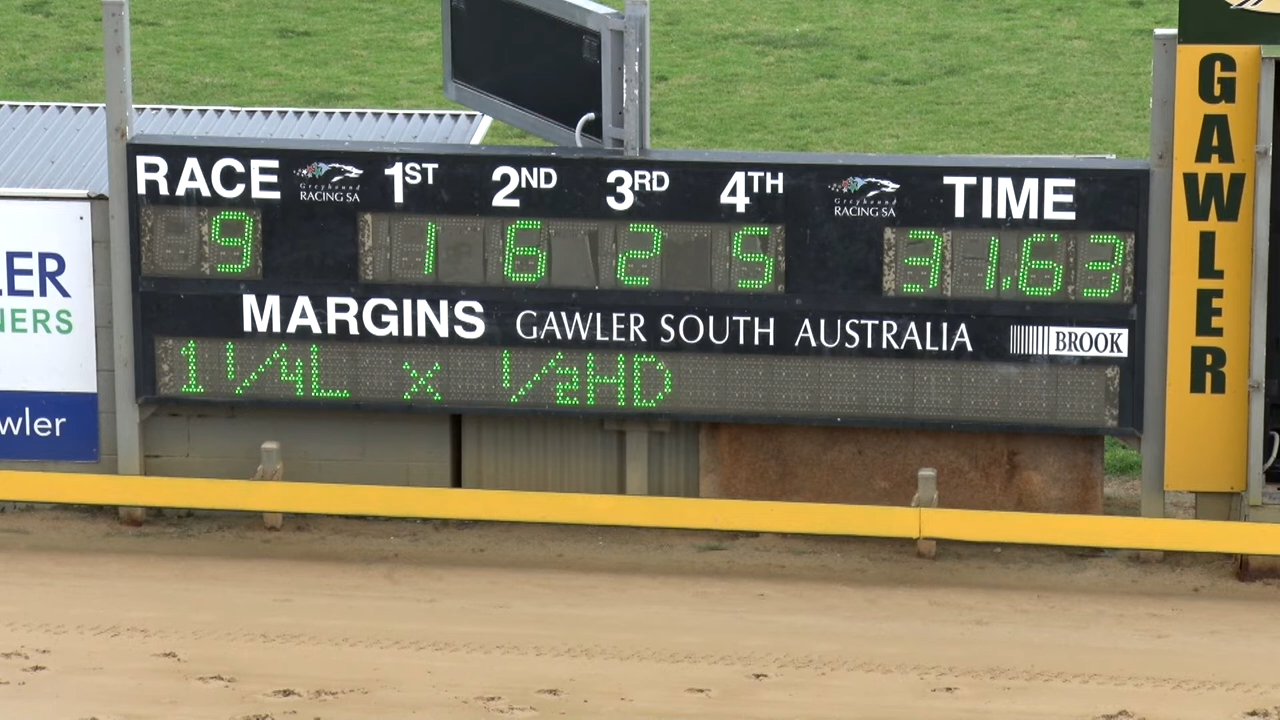 RACE Greyhound RACING SA 1ST 2ND 3RD 4TH Greyhound RACING SA TIME
9 1 6 2 5 31.63
MARGINS GAWLER SOUTH AUSTRALIA BROOK
1 1/4L x 1/2HD
GAWLER
LER
NERS
wler